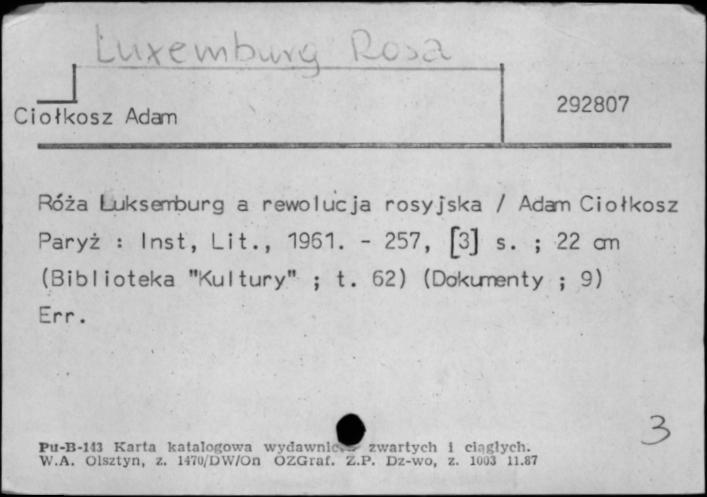 Luxemburg Rosa
Ciołkosz Adam
292807
Róża Luksemburg a rewolucja rosyjska / Adam Ciołkosz
Paryż : Inst, Lit., 1961. - 257, [3] s. ; 22 cm
(Biblioteka "Kultury" ; t. 62) (Dokumenty ; 9)
Err.
3
Pu-B-143 Karta katalogowa wydawnictw zwartych i ciągłych.
W.A. Olsztyn, z. 1470/DW/On OZGraf. Z.P. Dz-wo, z. 1003 11.87